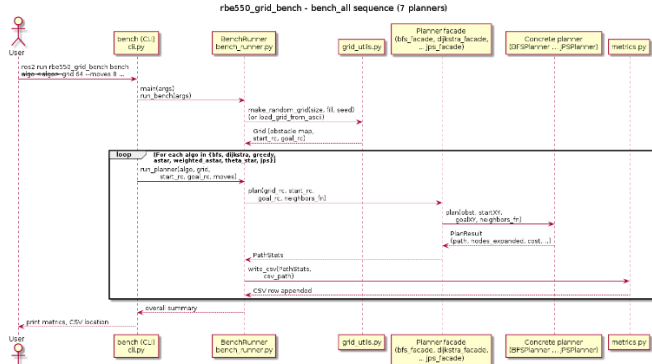 rbe550_grid_bench - bench_all sequence (7 planners)
User
bench (CLI)
cli.py
BenchRunner
bench_runner.py
grid_utils.py
Planner facade
(bfs_facade, dijkstra_facade,
... jps_facade)
Concrete planner
(BFSPlanner ... JPSPlanner)
metrics.py
ros2 run rbe550_grid_bench bench
algo <algo> grid 64 --moves 8 ...
main(args)
run_bench(args)
make_random_grid(size, fill, seed)
(or load_grid_from_ascii)
Grid (obstacle map,
start_rc, goal_rc)
loop
[For each algo in {bfs, dijkstra, greedy,
astar, weighted_astar, theta_star, jps}]
run_planner(algo, grid,
start_rc, goal_rc, moves)
plan(grid_rc, start_rc,
goal_rc, neighbors_fn)
plan(obst, startXY,
goalXY, neighbors_fn)
PlanResult
(path, nodes_expanded, cost,...)
PathStats
write_csv(PathStats,
csv_path)
CSV row appended
overall summary
print metrics, CSV location
User
bench (CLI)
cli.py
BenchRunner
bench_runner.py
grid_utils.py
Planner facade
(bfs_facade, dijkstra_facade,
... jps_facade)
Concrete planner
(BFSPlanner ... JPSPlanner)
metrics.py